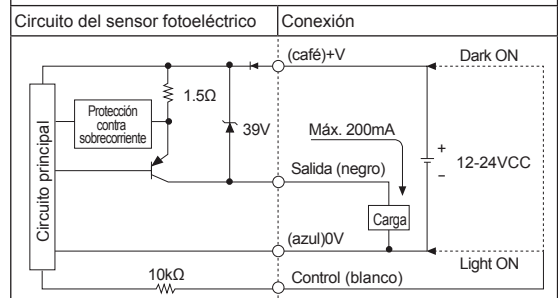 Circuito del sensor fotoeléctrico
Conexión
(café)+V
Dark ON
1.5Ω
Protección
contra
sobrecorriente
39V
Máx. 200mA
+
12-24VCC
−
Circuito principal
Salida (negro)
Carga
(azul)0V
Light ON
10kΩ
Control (blanco)